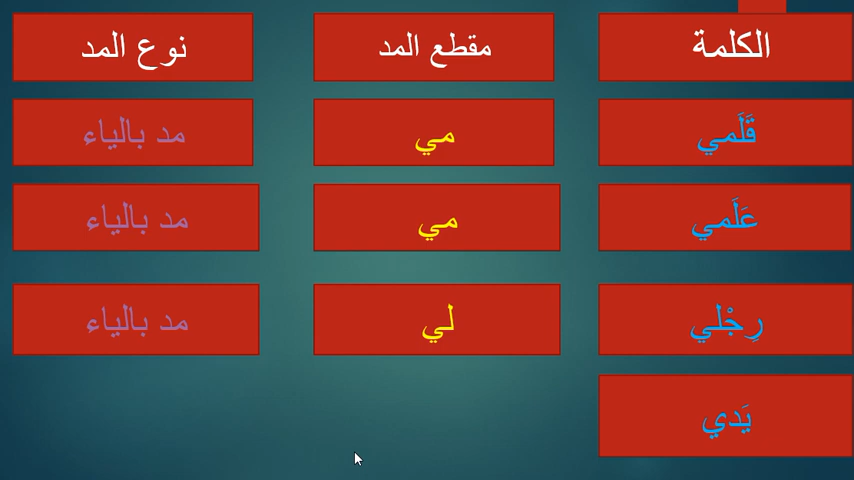 الكلمة مقطع المد نوع المد
قَلَمي مي مد بالياء
عَلَمي مي مد بالياء
رِجْلي لي مد بالياء
يَدي